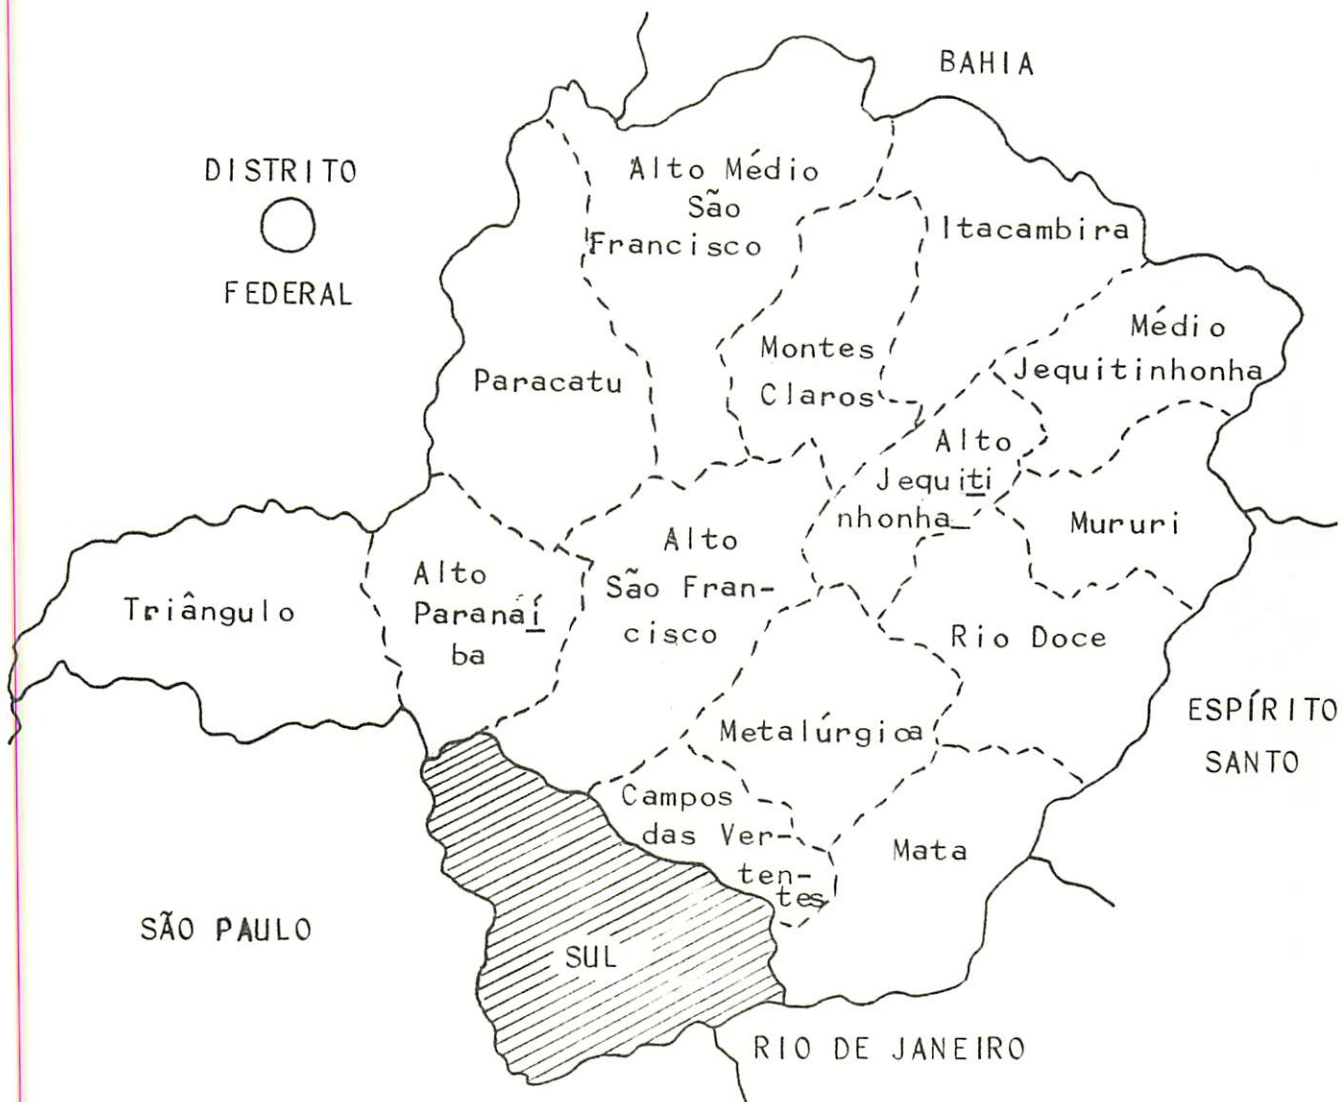 BAHIA
DISTRITO
FEDERAL
Alto Médio
São
Francisco
Itacambira
Médio
Jequitinhonha
Montes
Claros
Paracatu
Alto
Jequiti
nhonha
Mururi
Alto
São Fran-
cisco
Alto
Paranaí
ba
Triângulo
Rio Doce
ESPÍRITO
SANTO
Metalúrgica
Campos
das Ver-
ten-
tes
Mata
SÃO PAULO
SUL
RIO DE JANEIRO